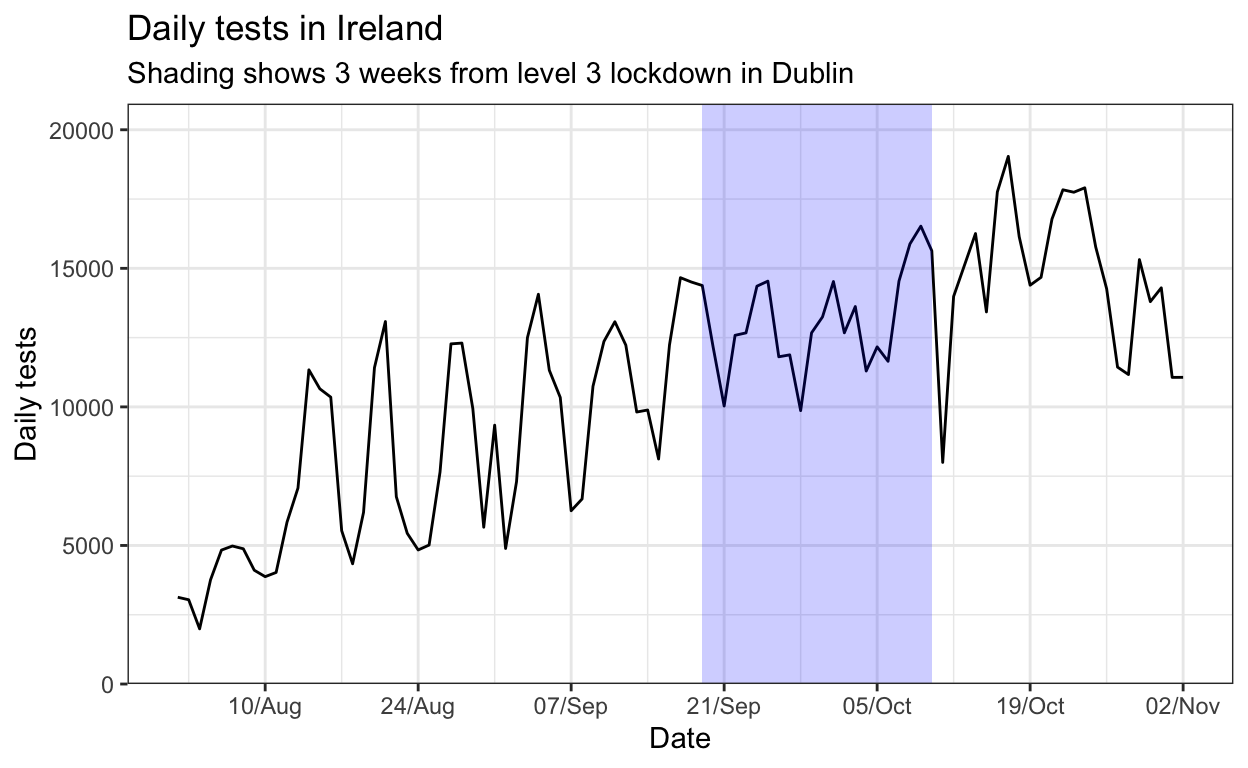 Daily tests in Ireland
Shading shows 3 weeks from level 3 lockdown in Dublin
20000
15000
10000
5000
0
Daily tests
10/Aug 24/Aug 07/Sep 21/Sep 05/Oct 19/Oct 02/Nov
Date